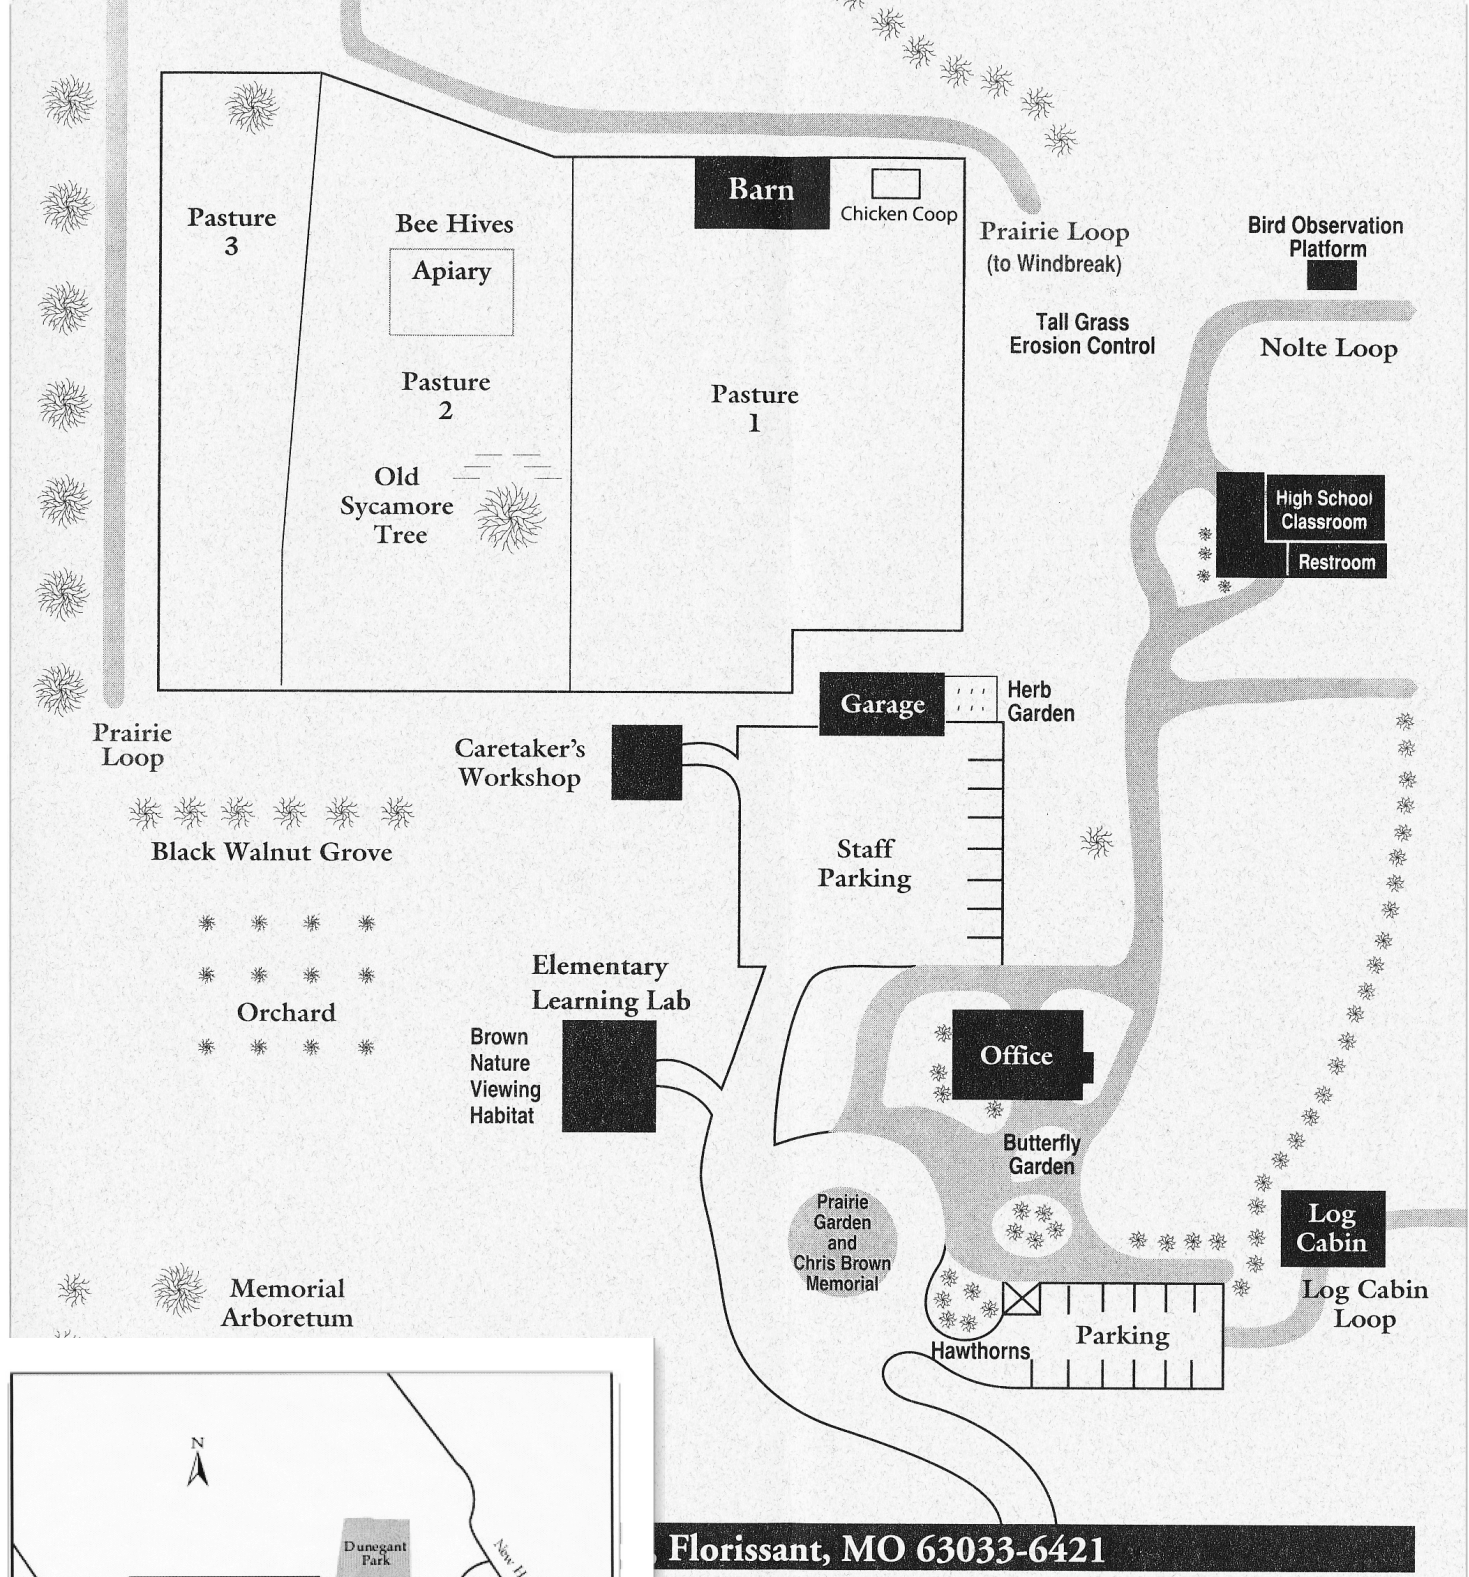 Barn
Chicken Coop
Pasture
3
Bee Hives
Apiary
Prairie Loop
(to Windbreak)
Bird Observation
Platform
Tall Grass
Erosion Control
Nolte Loop
Pasture
2
Pasture
1
Old
Sycamore
Tree
High School
Classroom
Restroom
Garage
Herb
Garden
Prairie
Loop
Caretaker's
Workshop
Black Walnut Grove
Staff
Parking
Elementary
Learning Lab
Orchard
Brown
Nature
Viewing
Habitat
Office
Butterfly
Garden
Prairie
Garden
and
Chris Brown
Memorial
Log
Cabin
Memorial
Arboretum
Log Cabin
Loop
Parking
Hawthorns
N
Dunegant
Park
New
, Florissant, MO 63033-6421